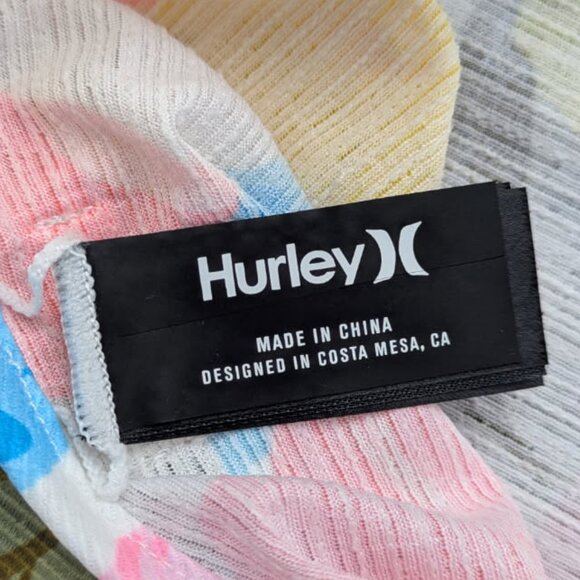 Hurley
MADE IN CHINA
DESIGNED IN COSTA MESA, CA